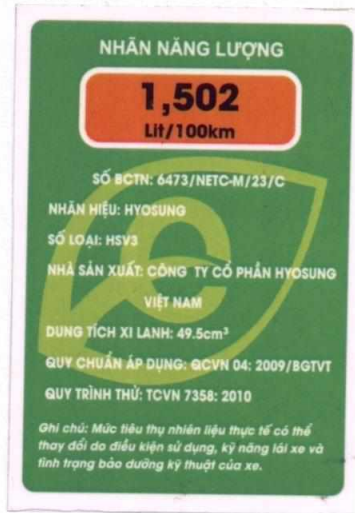 NHÃN NĂNG LƯỢNG
1,502
Lit/100km
SỐ BCTN: 6473/NETC-M/23/C
NHÃN HIỆU: HYOSUNG
SỐ LOẠI: HSV3
NHÀ SẢN XUẤT: CÔNG TY CỔ PHẦN HYOSUNG
VIỆT NAM
DUNG TÍCH XI LANH: 49.5cm³
QUY CHUẨN ÁP DỤNG: QCVN 04: 2009/BGTVT
QUY TRÌNH THỬ: TCVN 7358: 2010
Ghi chú: Mức tiêu thụ nhiên liệu thực tế có thể
thay đổi do điều kiện sử dụng, kỹ năng lái xe và
tình trạng bảo dưỡng kỹ thuật của xe.